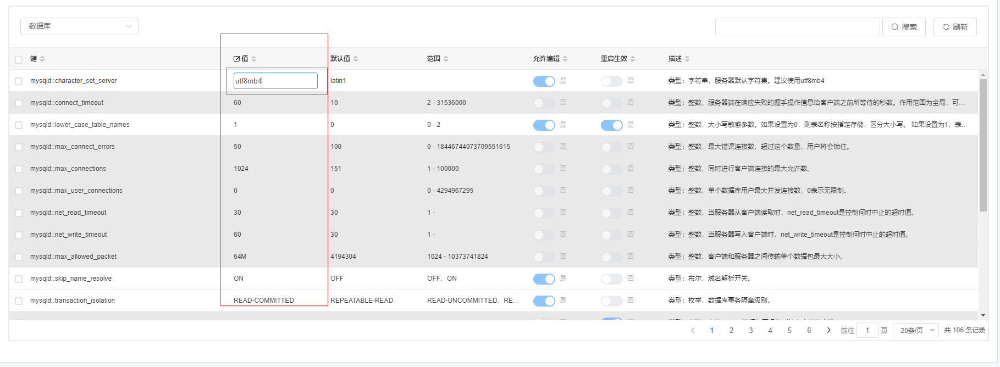 数据库
搜索
刷新
键 值 默认值 范围 允许编辑 重启生效 描述
mysqld::character_set_server utf8mb4 latin1 是 否 类型：字符串，服务器默认字符集。建议使用utf8mb4
mysqld::connect_timeout 60 10 2 - 31536000 否 否 类型：整数，服务器端在响应失败的握手操作信息给客户端之前所等待的秒数。作用范围为全局，可...
mysqld::lower_case_table_names 1 0 0 - 2 是 是 类型：整数，大小写敏感参数。如果设置为0，则表名称按指定存储，区分大小写。 如果设置为1，表...
mysqld::max_connect_errors 50 100 0 - 18446744073709551615 否 否 类型：整数，最大错误连接数，超过这个数量，用户将会锁住。
mysqld::max_connections 1024 151 1 - 100000 否 否 类型：整数，同时进行客户端连接的最大允许数。
mysqld::max_user_connections 0 0 0 - 4294967295 否 否 类型：整数，单个数据库用户最大并发连接数，0表示无限制。
mysqld::net_read_timeout 30 30 1 - 否 否 类型：整数，当服务器从客户端读取时，net_read_timeout是控制何时中止的超时值。
mysqld::net_write_timeout 60 30 1 - 否 否 类型：整数，当服务器写入客户端时，net_write_timeout是控制何时中止的超时值。
mysqld::max_allowed_packet 64M 4194304 1024 - 10373741824 否 否 类型：整数，客户端和服务器之间传输单个数据包最大大小。
mysqld::skip_name_resolve ON OFF OFF、ON 是 否 类型：布尔，域名解析开关。
mysqld::transaction_isolation READ-COMMITTED REPEATABLE-READ READ-UNCOMMITTED、RE... 是 否 类型：枚举，数据库事务隔离级别。
1 2 3 4 5 6 前往 1 页 20条/页 共 106 条记录